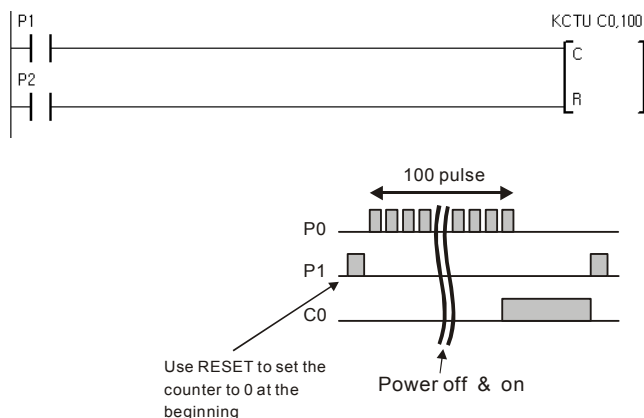 P1
KCTU C0,100
C
P2
R
100 pulse
P0
P1
C0
Use RESET to set the
counter to 0 at the
beginning
Power off & on